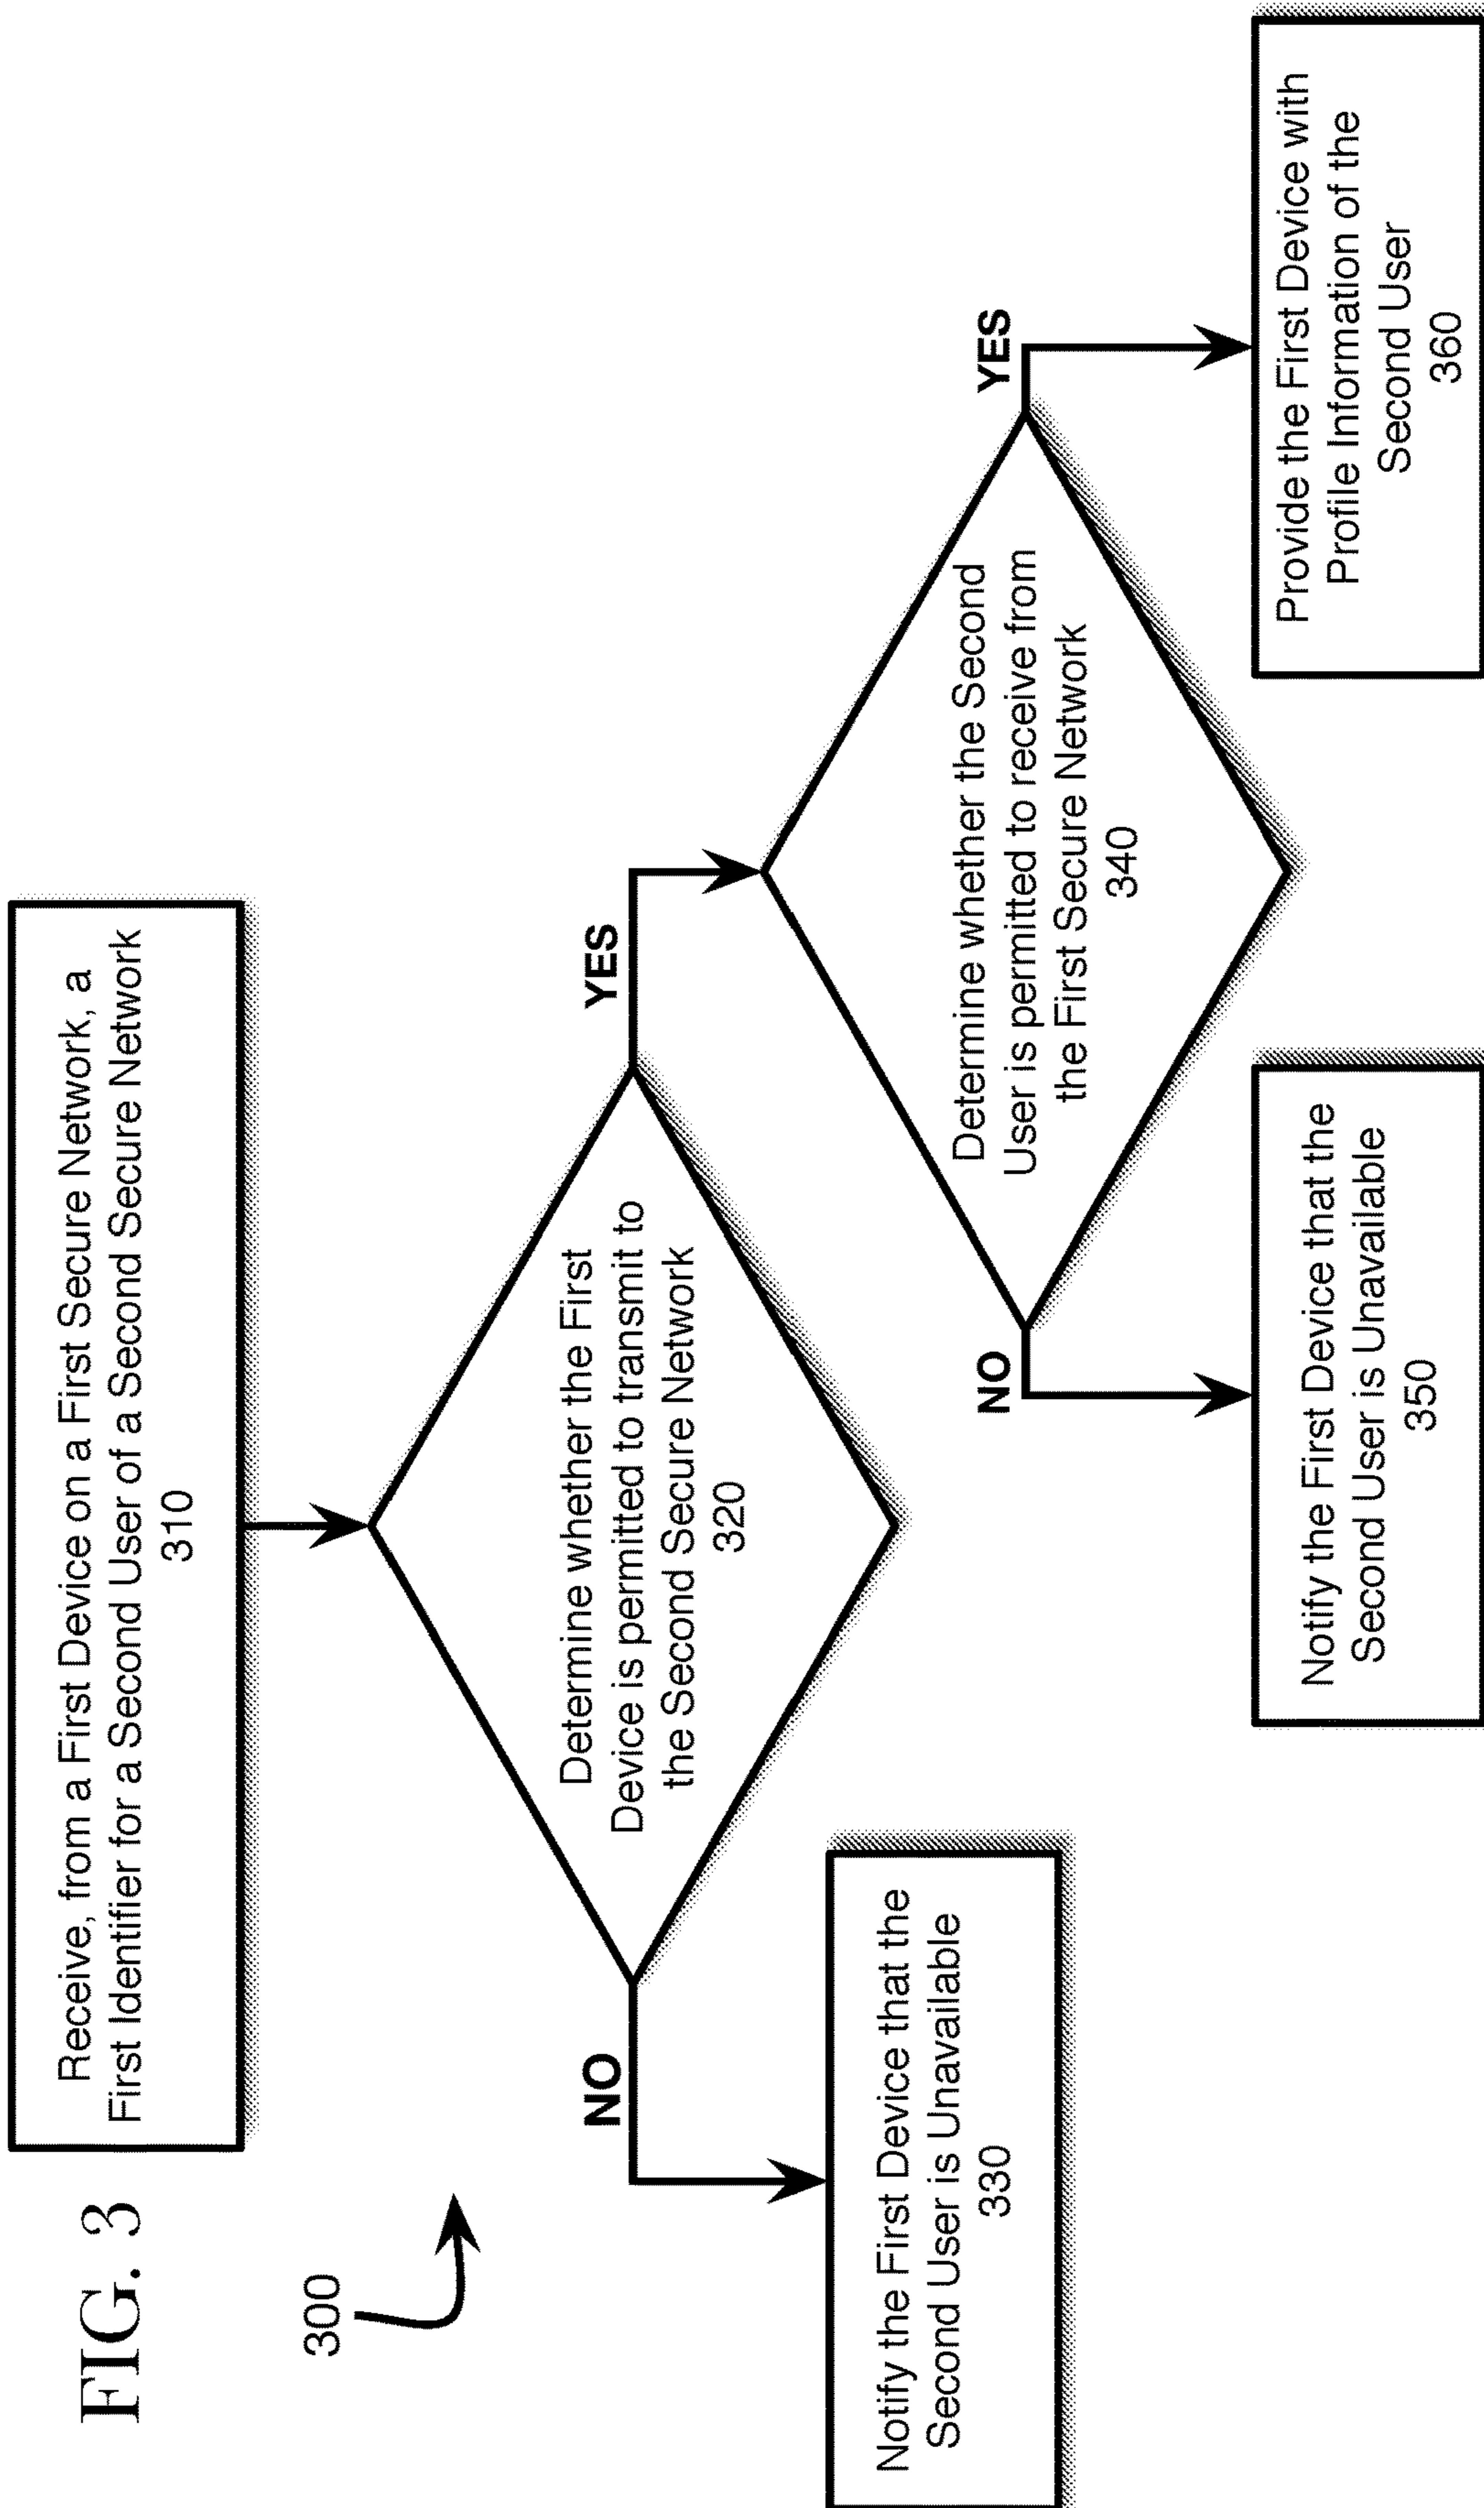 FIG. 3
300
Receive, from a First Device on a First Secure Network, a
First Identifier for a Second User of a Second Secure Network
310
Determine whether the First
Device is permitted to transmit to
the Second Secure Network
320
NO
YES
Notify the First Device that the
Second User is Unavailable
330
Determine whether the Second
User is permitted to receive from
the First Secure Network
340
NO
YES
Notify the First Device that the
Second User is Unavailable
350
Provide the First Device with
Profile Information of the
Second User
360